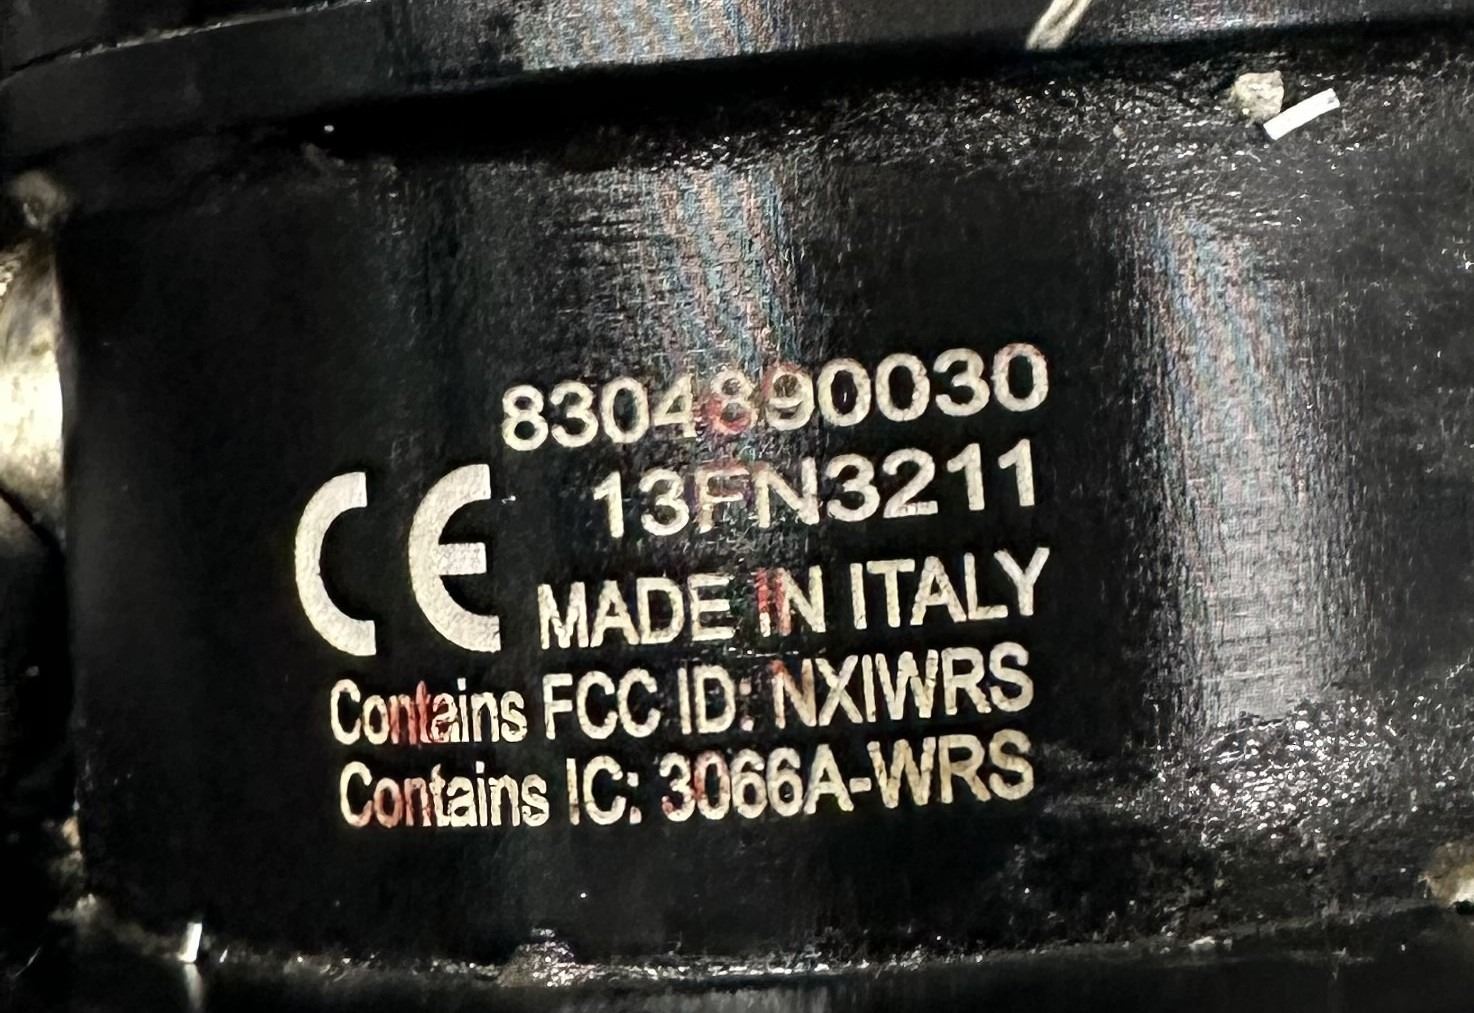 8304890030
13FN3211
CE
MADE IN ITALY
Contains FCC ID: NXIWRS
Contains IC: 3066A-WRS